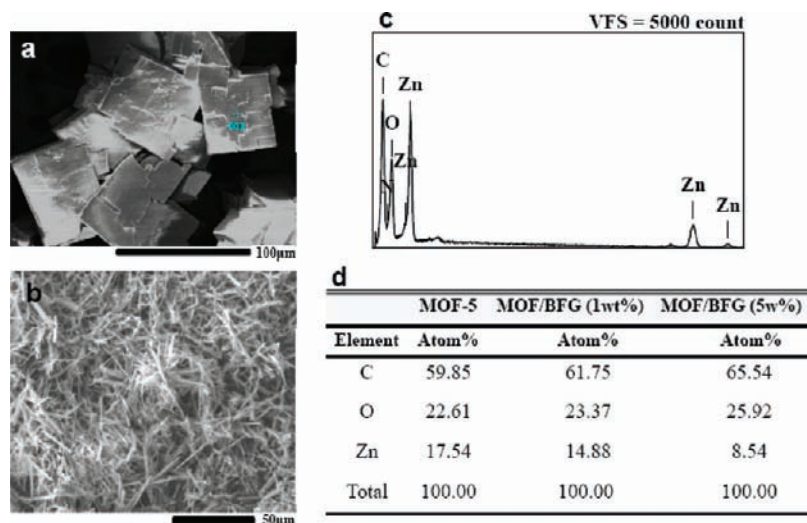 a
100μm
b
50μm
c
VFS = 5000 count
C
Zn
O
Zn
Zn
Zn
d
MOF-5 MOF/BFG (1wt%) MOF/BFG (5w%)
Element Atom% Atom% Atom%
C 59.85 61.75 65.54
O 22.61 23.37 25.92
Zn 17.54 14.88 8.54
Total 100.00 100.00 100.00